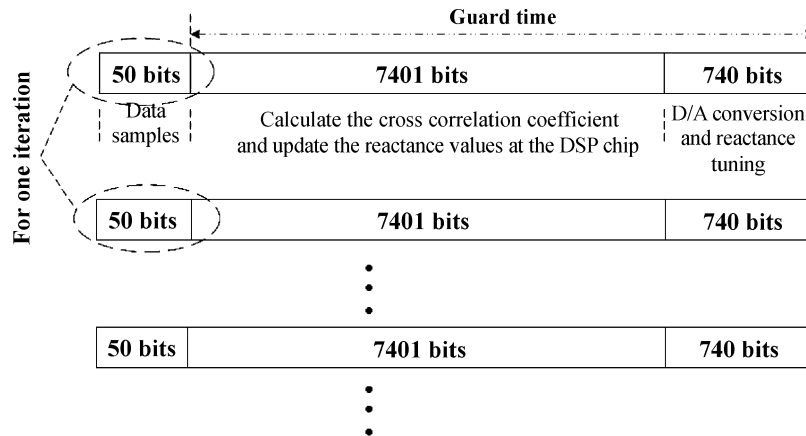 Guard time
50 bits 7401 bits 740 bits
Data samples
Calculate the cross correlation coefficient
and update the reactance values at the DSP chip
D/A conversion
and reactance
tuning
For one iteration
50 bits 7401 bits 740 bits
50 bits 7401 bits 740 bits